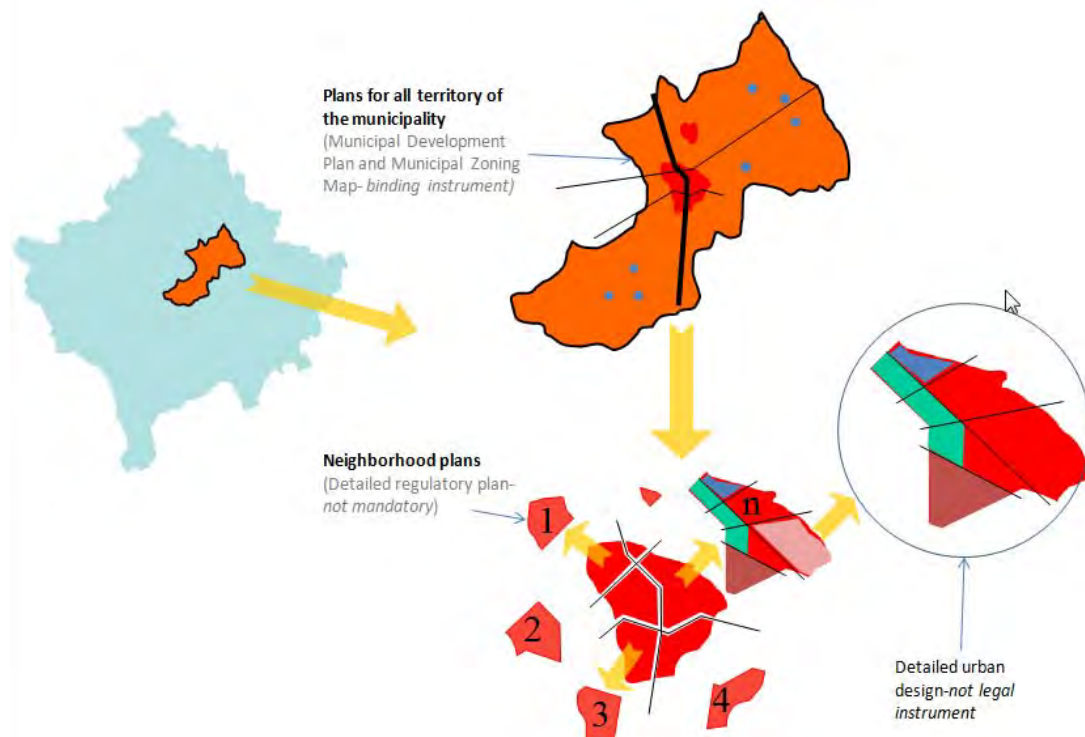 Plans for all territory of
the municipality
(Municipal Development
Plan and Municipal Zoning
Map- binding instrument)
Neighborhood plans
(Detailed regulatory plan-
not mandatory)
1
n
2
3
4
Detailed urban
design-not legal
instrument